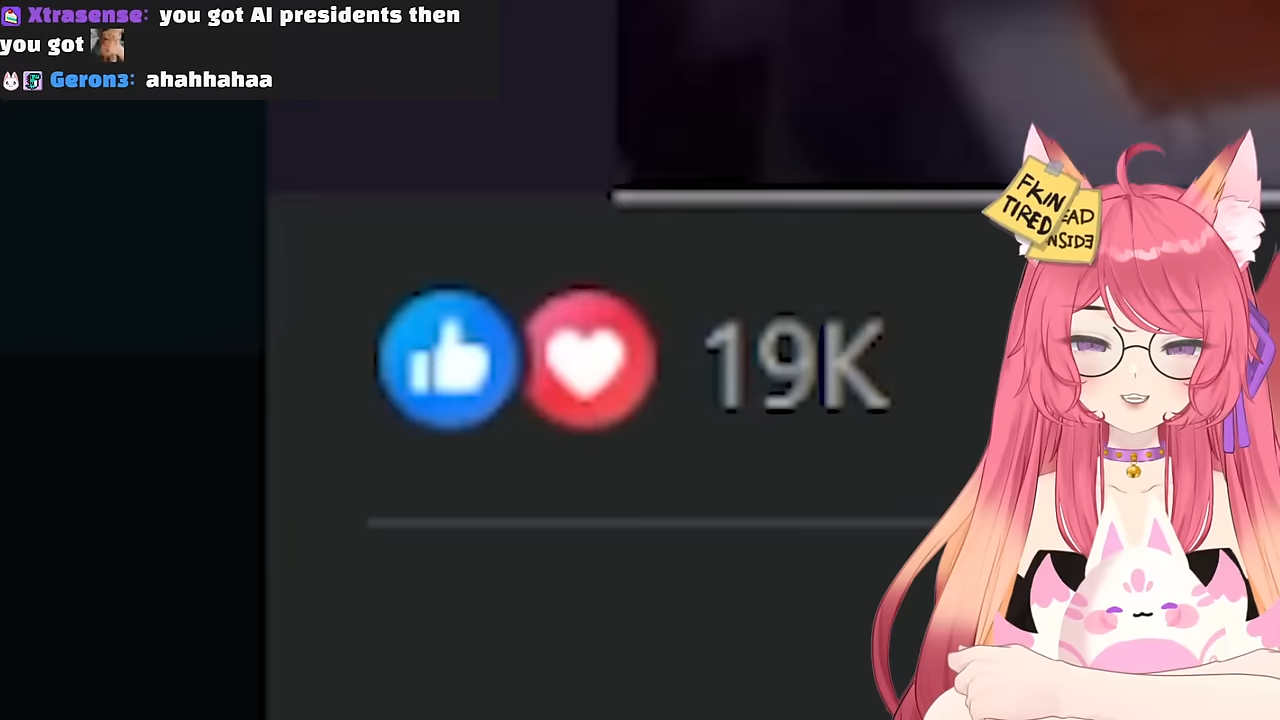 Xtrasense: you got AI presidents then
you got
Geron3: ahahhahaa
FKIN
TIRED
EAD
NSIDE
19K